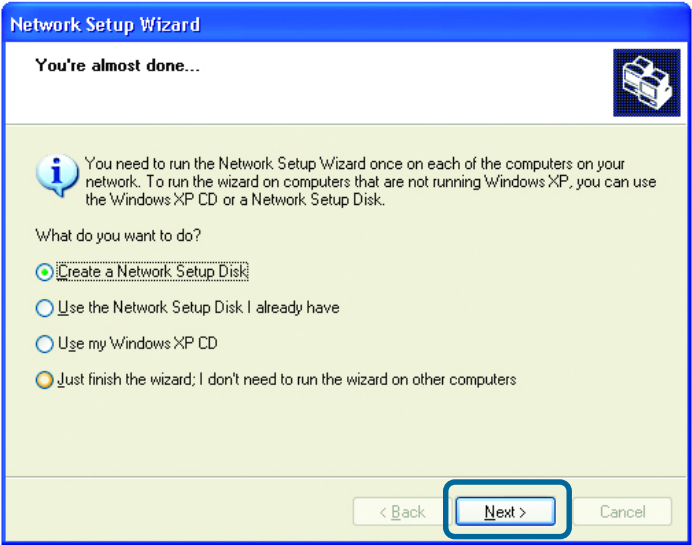 Network Setup Wizard
You're almost done...
You need to run the Network Setup Wizard once on each of the computers on your
network. To run the wizard on computers that are not running Windows XP, you can use
the Windows XP CD or a Network Setup Disk.
What do you want to do?
Create a Network Setup Disk
Use the Network Setup Disk I already have
Use my Windows XP CD
Just finish the wizard; I don't need to run the wizard on other computers
< Back
Next >
Cancel